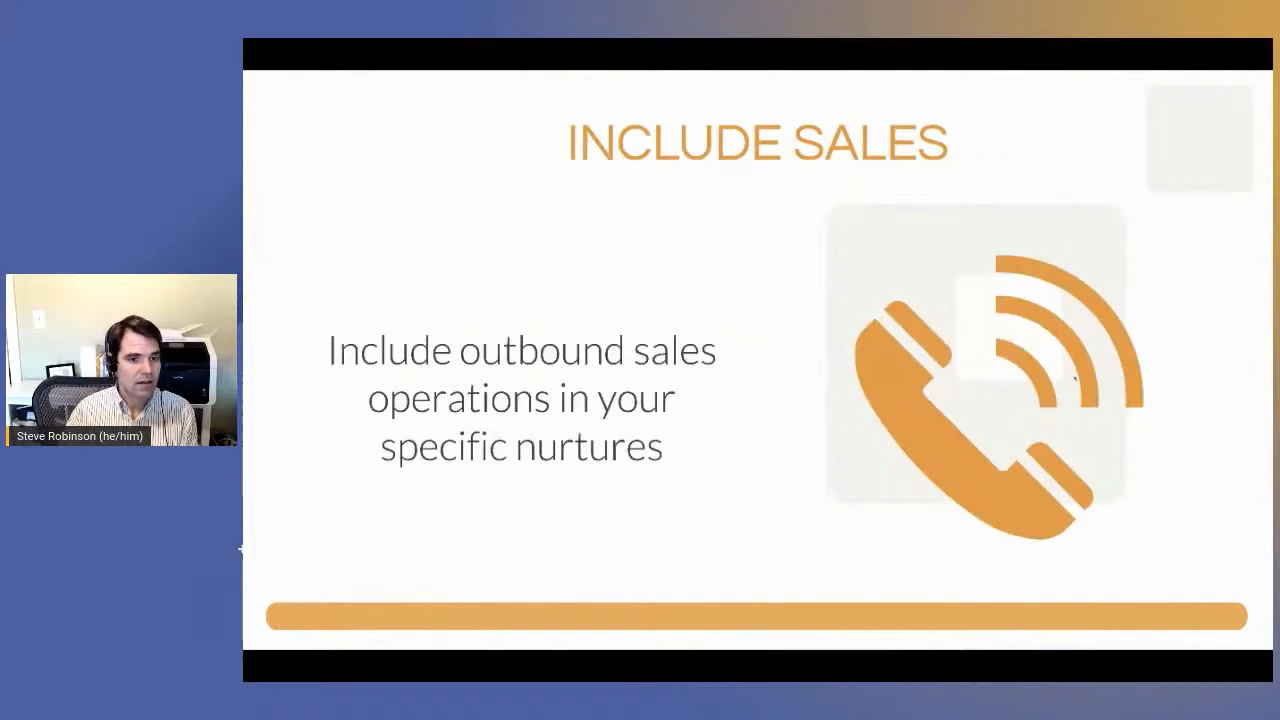 INCLUDE SALES
Include outbound sales
operations in your
specific nurtures
Steve Robinson (he/him)